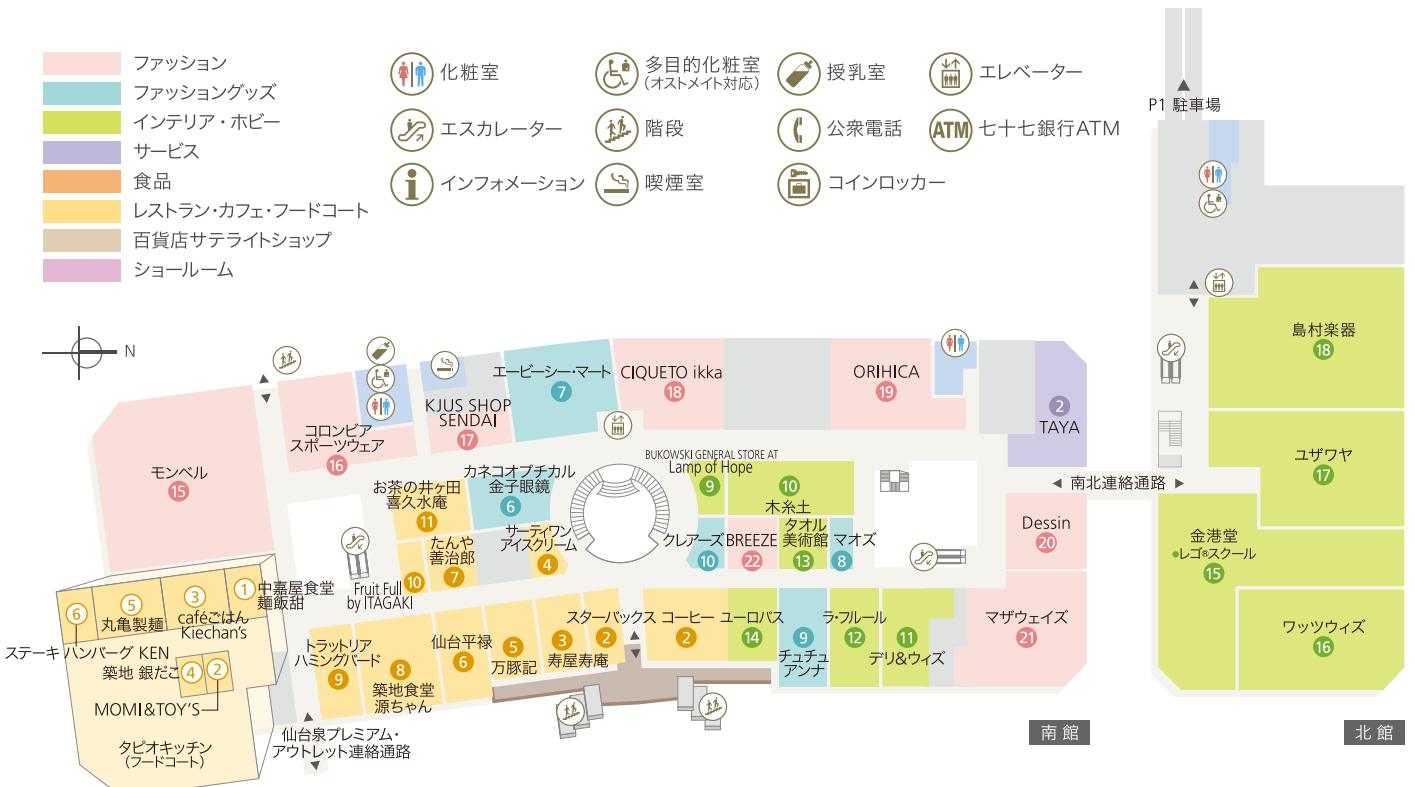 ファッション
ファッショングッズ
インテリア・ホビー
サービス
食品
レストラン・カフェ・フードコート
百貨店サテライトショップ
ショールーム
化粧室
多目的化粧室
(オストメイト対応)
授乳室
エレベーター
エスカレーター
階段
公衆電話
ATM 七十七銀行ATM
インフォメーション
喫煙室
コインロッカー
P1 駐車場
N
島村楽器
18
ユザワヤ
17
金港堂
●レゴ®スクール
15
ワッツウィズ
16
北館
南北連絡通路
モンベル
15
コロンビア
スポーツウェア
16
KJUS SHOP
SENDAI
17
エービーシー・マート
7
CIQUETO ikka
18
ORIHICA
19
2
TAYA
お茶の井ヶ田
喜久水庵
11
カネコオプチカル
金子眼鏡
6
BUKOWSKI GENERAL STORE AT
Lamp of Hope
9
10
木糸土
Fruit Full
by ITAGAKI
10
たんや
善治郎
7
サーティワン
アイスクリーム
4
クレアーズ
10
BREEZE
22
タオル
美術館
13
マオズ
8
Dessin
20
マザウェイズ
21
1
中嘉屋食堂
麺飯甜
3
caféごはん
Kiechan's
5
丸亀製麺
6
ステーキ ハンバーグ KEN
築地 銀だこ
4
2
MOMI&TOY'S
タピオキッチン
(フードコート)
トラットリア
ハミングバード
9
8
築地食堂
源ちゃん
仙台平禄
6
5
万豚記
3
寿屋寿庵
スターバックス コーヒー
2
2
ユーロパス
14
9
チュチュ
アンナ
ラ・フルール
12
11
デリ&ウィズ
仙台泉プレミアム・
アウトレット連絡通路
南館